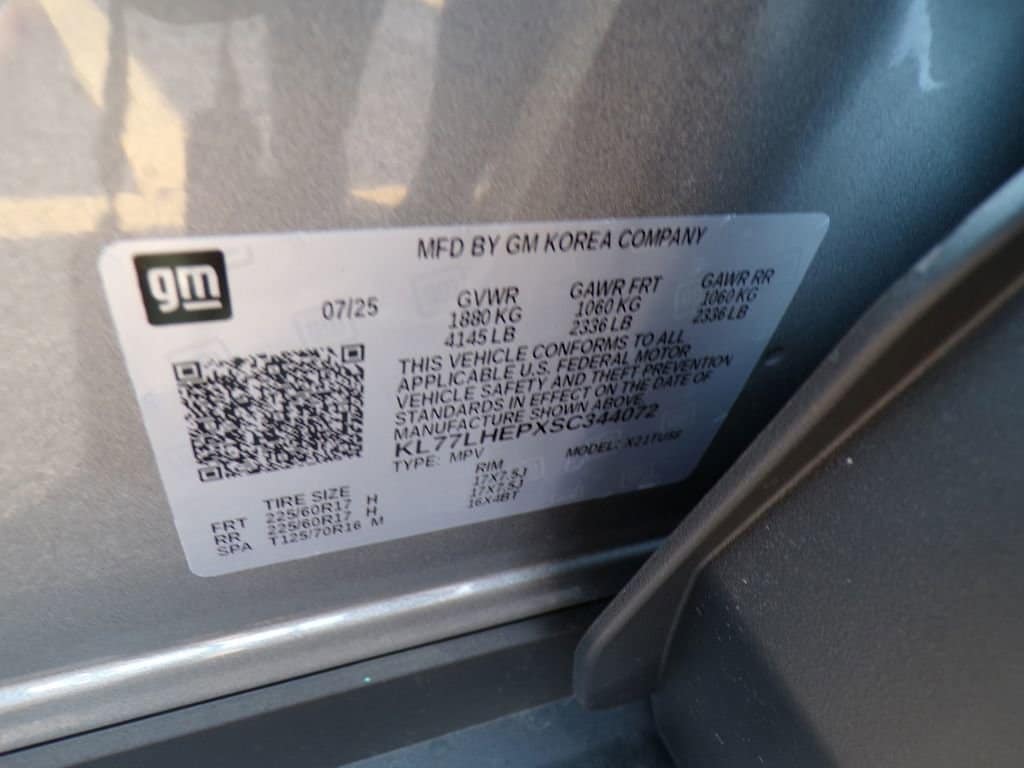 gm
MFD BY GM KOREA COMPANY
07/25
GVWR
1880 KG
4145 LB
GAWR FRT
1060 KG
2336 LB
GAWR RR
1060 KG
2336 LB
THIS VEHICLE CONFORMS TO ALL
APPLICABLE U.S. FEDERAL MOTOR
VEHICLE SAFETY AND THEFT PREVENTION
STANDARDS IN EFFECT ON THE DATE OF
MANUFACTURE SHOWN ABOVE.
KL77LHEPXSC344072
TYPE: MPV MODEL:
TIRE SIZE RIM
FRT 225/60R17 H 17X7.5J
RR 225/60R17 H 17X7.5J
SPA T125/70R16 M 16X4BT